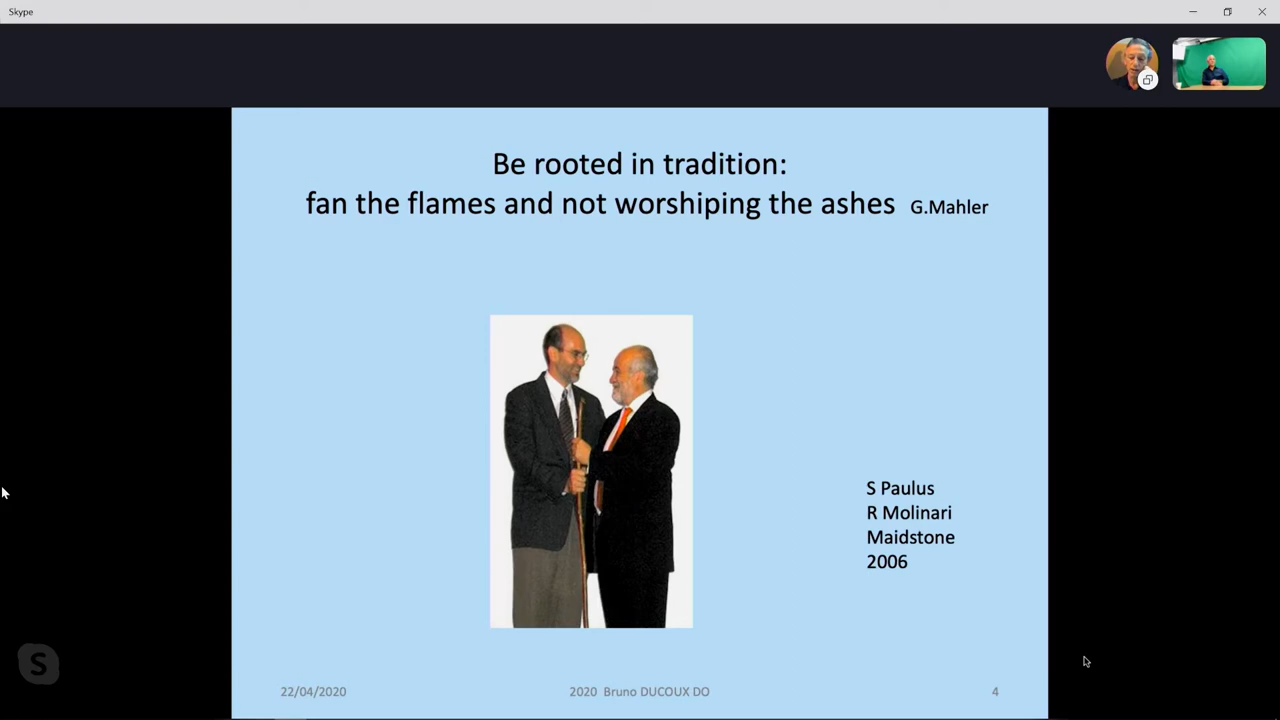 Skype
Be rooted in tradition:
fan the flames and not worshiping the ashes G.Mahler
S Paulus
R Molinari
Maidstone
2006
S
22/04/2020 2020 Bruno DUCOUX DO 4